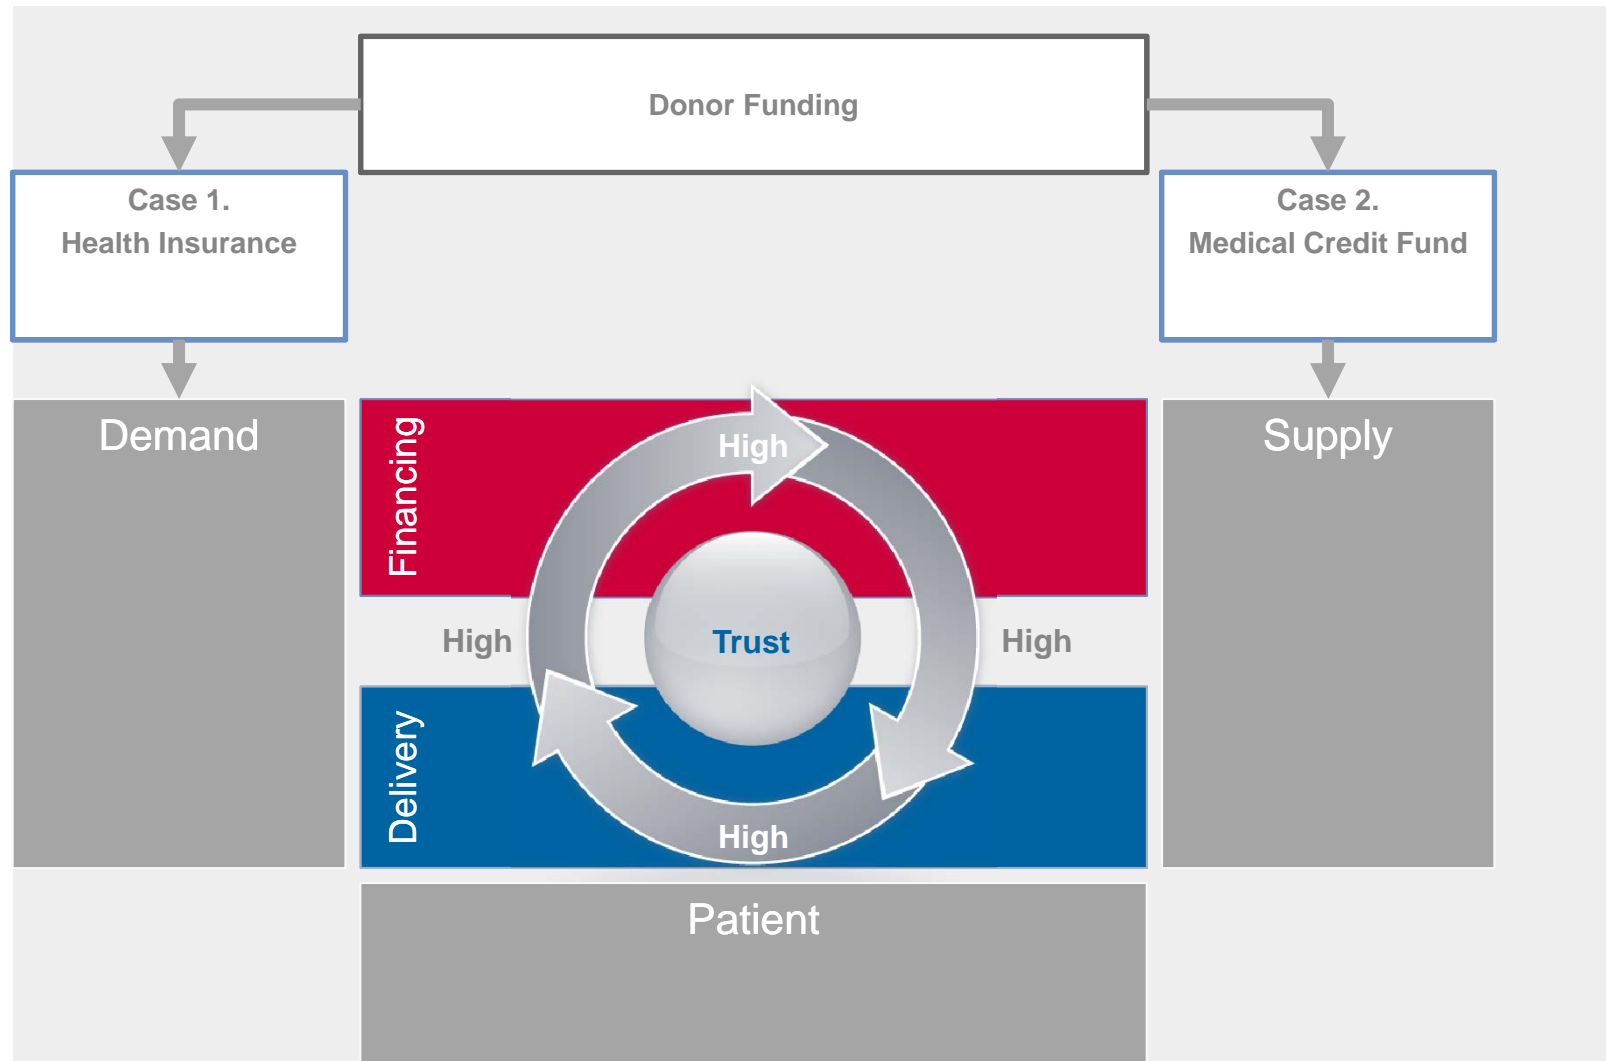 Donor Funding
Case 1.
Health Insurance
Case 2.
Medical Credit Fund
Demand
Financing
High
Supply
High
Trust
High
Delivery
High
Patient